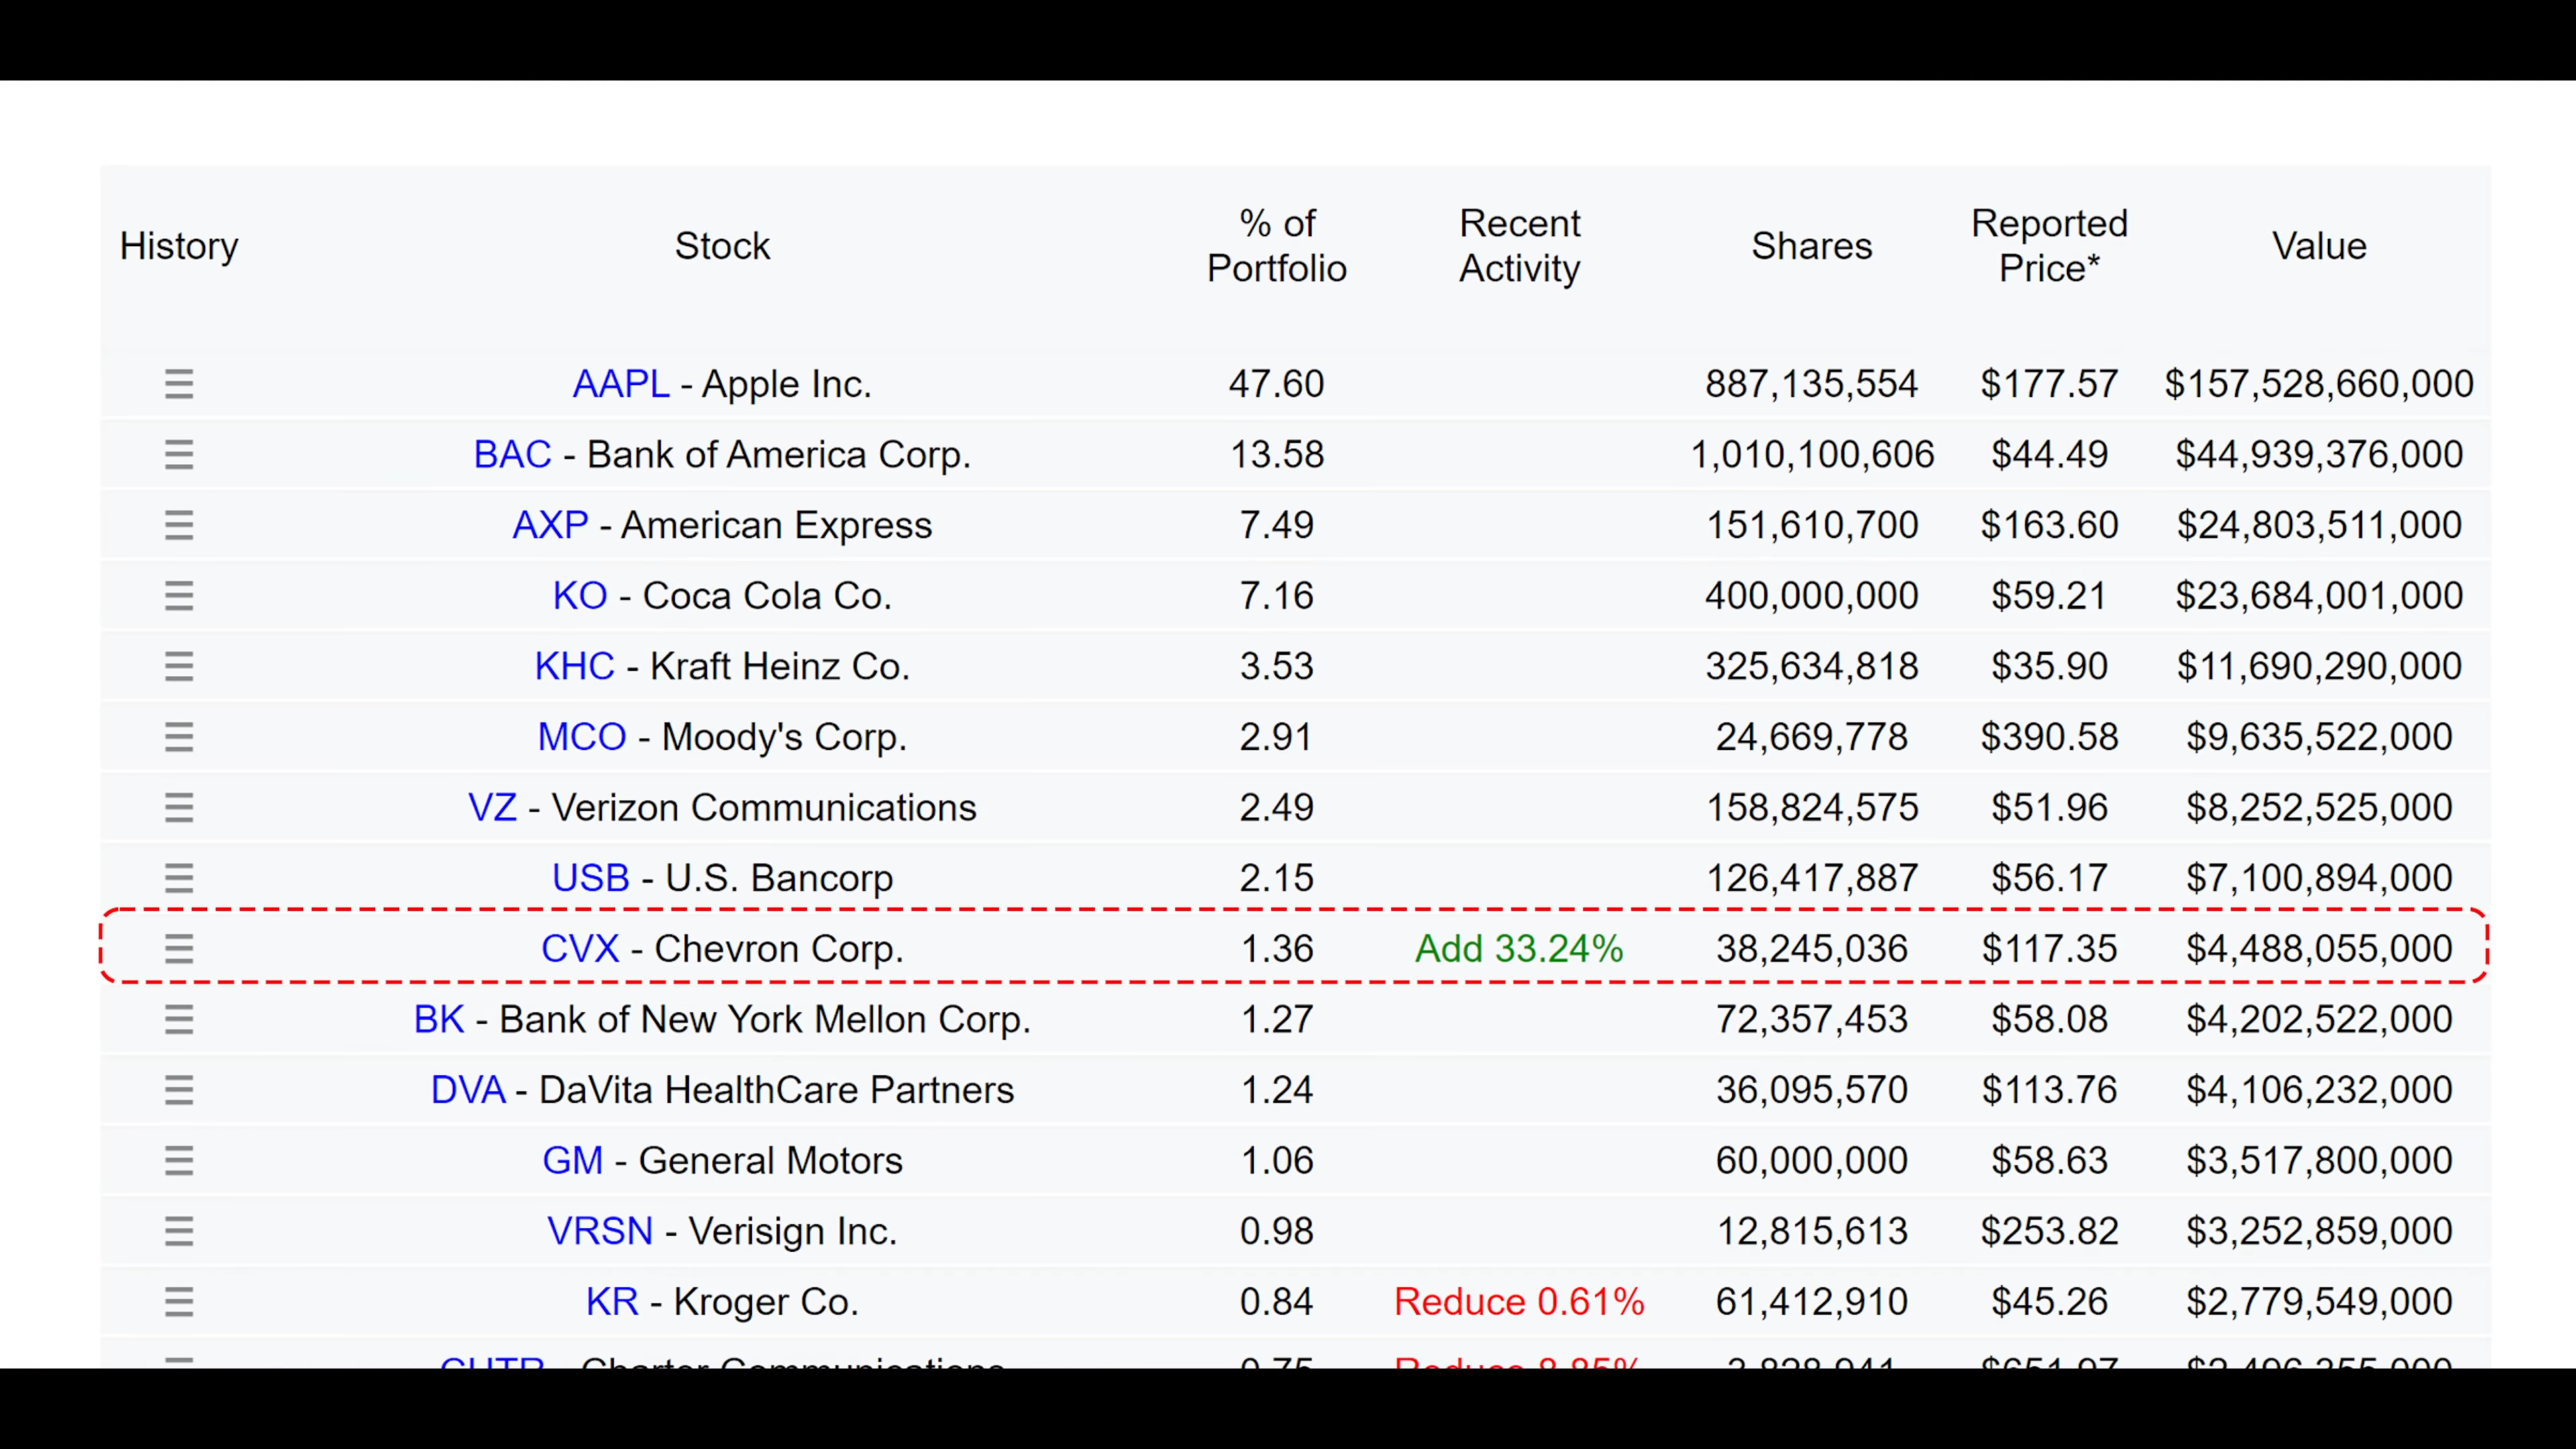 History Stock % of Portfolio Recent Activity Shares Reported Price* Value
AAPL - Apple Inc. 47.60 887,135,554 $177.57 $157,528,660,000
BAC - Bank of America Corp. 13.58 1,010,100,606 $44.49 $44,939,376,000
AXP - American Express 7.49 151,610,700 $163.60 $24,803,511,000
KO - Coca Cola Co. 7.16 400,000,000 $59.21 $23,684,001,000
KHC - Kraft Heinz Co. 3.53 325,634,818 $35.90 $11,690,290,000
MCO - Moody's Corp. 2.91 24,669,778 $390.58 $9,635,522,000
VZ - Verizon Communications 2.49 158,824,575 $51.96 $8,252,525,000
USB - U.S. Bancorp 2.15 126,417,887 $56.17 $7,100,894,000
CVX - Chevron Corp. 1.36 Add 33.24% 38,245,036 $117.35 $4,488,055,000
BK - Bank of New York Mellon Corp. 1.27 72,357,453 $58.08 $4,202,522,000
DVA - DaVita HealthCare Partners 1.24 36,095,570 $113.76 $4,106,232,000
GM - General Motors 1.06 60,000,000 $58.63 $3,517,800,000
VRSN - Verisign Inc. 0.98 12,815,613 $253.82 $3,252,859,000
KR - Kroger Co. 0.84 Reduce 0.61% 61,412,910 $45.26 $2,779,549,000
CHTR - Charter Communications 0.75 Reduce